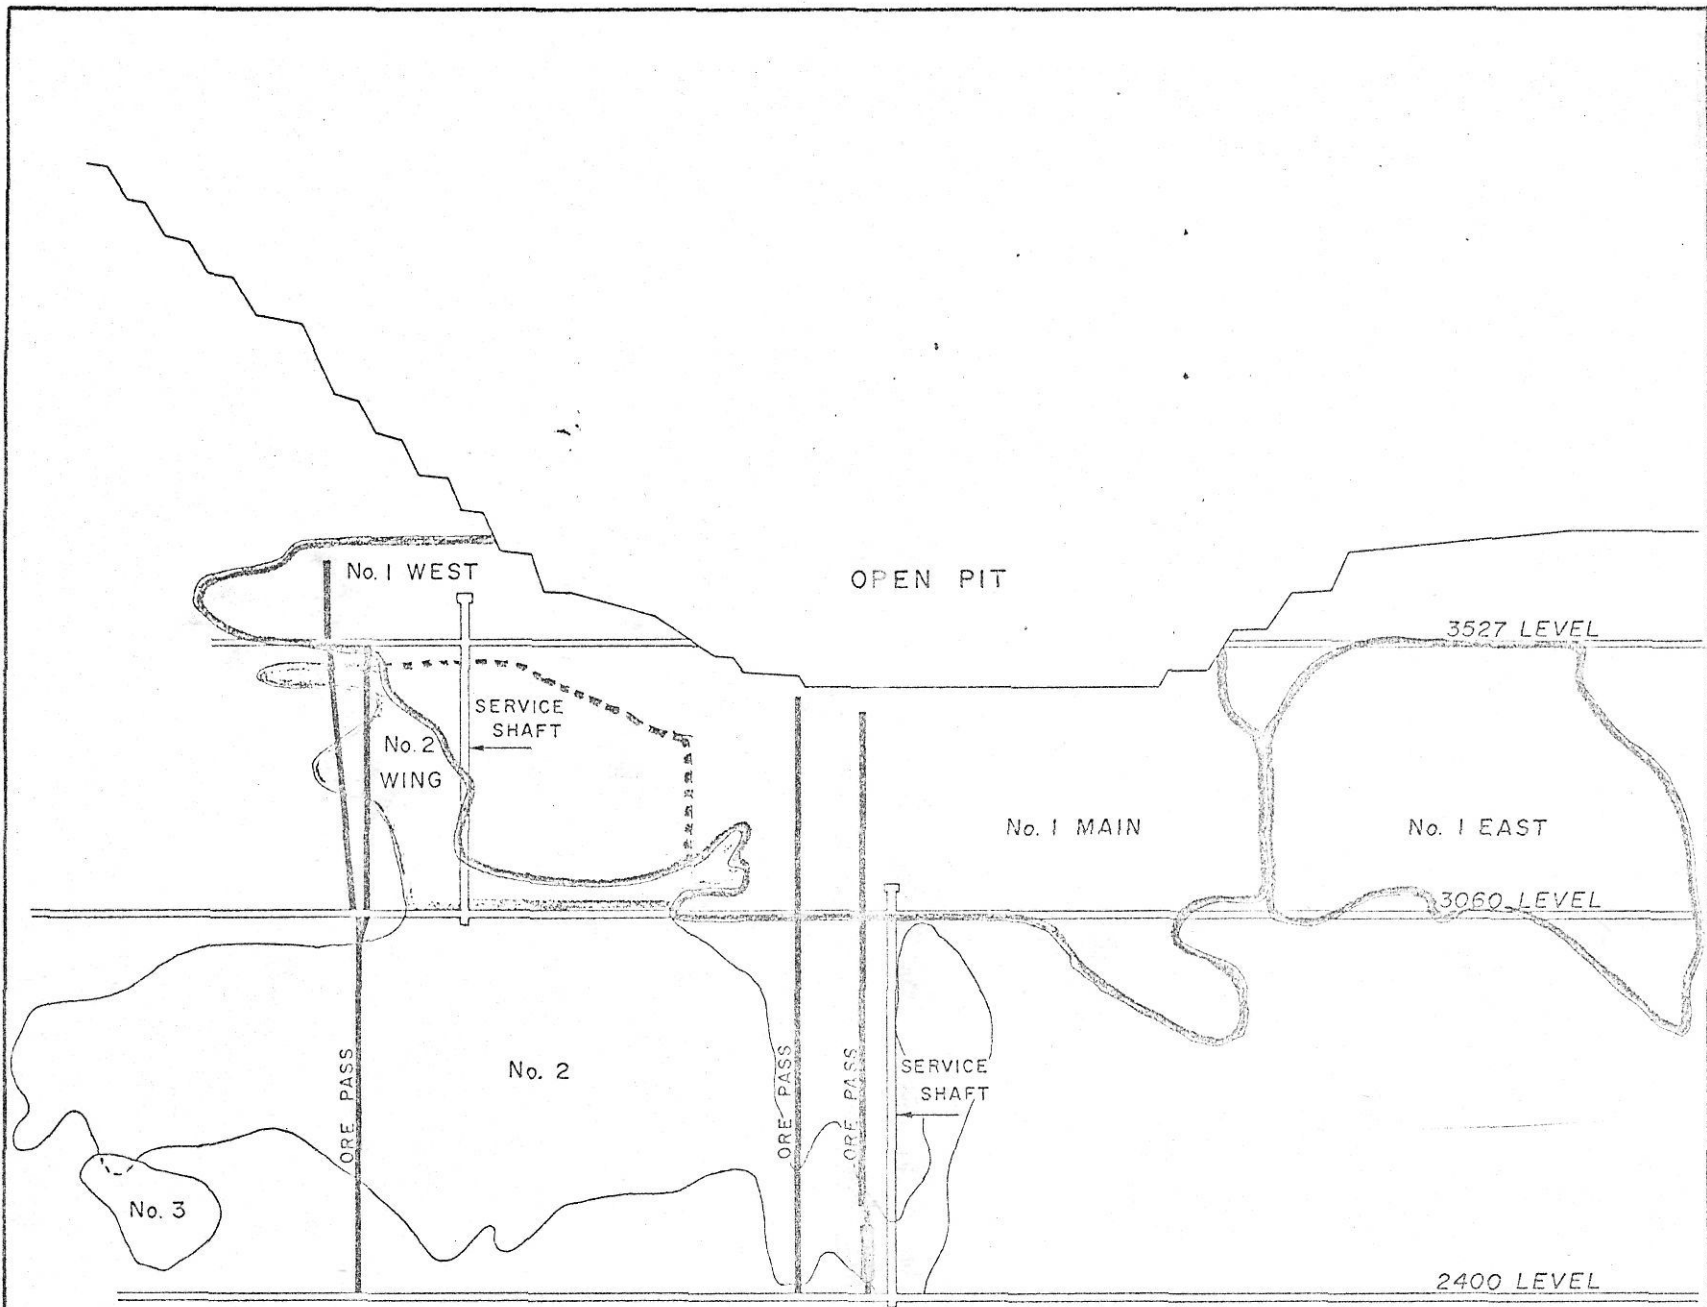 No. 1 WEST
OPEN PIT
3527 LEVEL
SERVICE
SHAFT
No. 2
WING
No. 1 MAIN
No. 1 EAST
3060 LEVEL
ORE PASS
No. 2
ORE PASS
ORE PASS
SERVICE
SHAFT
No. 3
2400 LEVEL